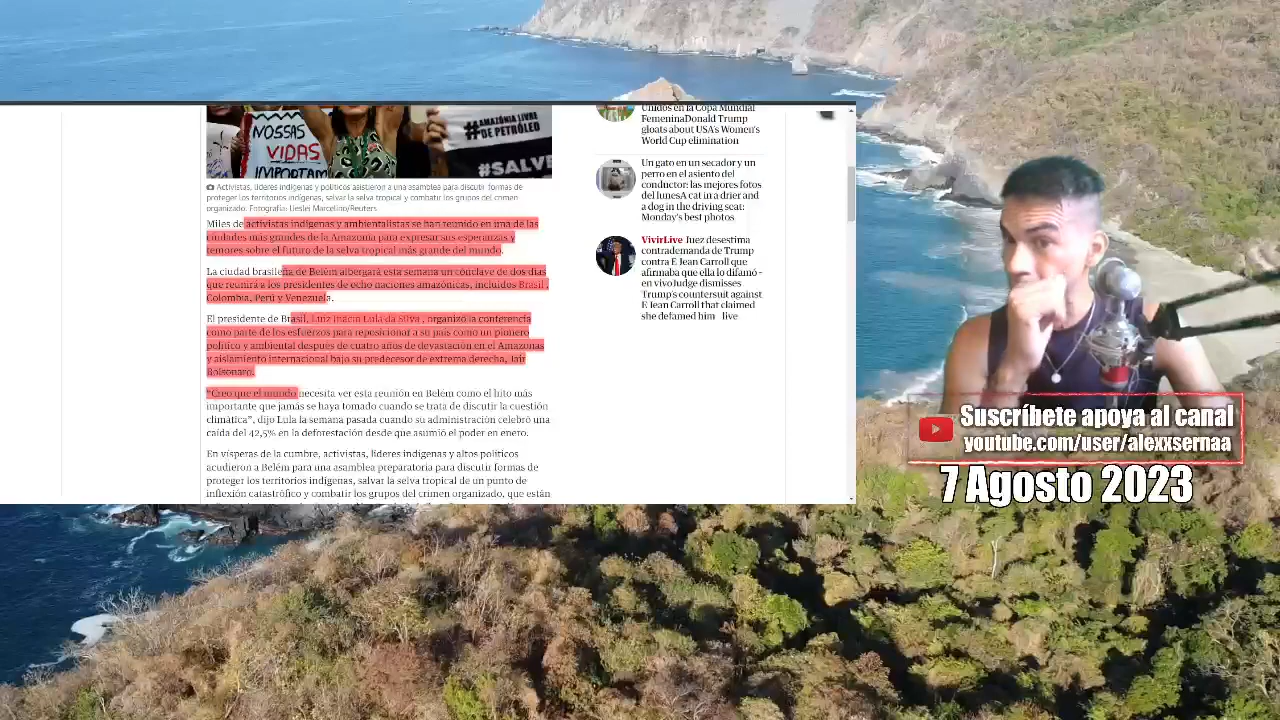 NOSSAS
VIDAS
IMPORTAM
#AMAZÔNIA LIVRE
DE PETRÓLEO
#SALVE
Activistas, líderes indígenas y políticos asistieron a una asamblea para discutir formas de
proteger los territorios indígenas, salvar la selva tropical y combatir los grupos del crimen
organizado. Fotografía: Ueslei Marcelino/Reuters
Miles de activistas indígenas y ambientalistas se han reunido en una de las
ciudades más grandes de la Amazonía para expresar sus esperanzas y
temores sobre el futuro de la selva tropical más grande del mundo.
La ciudad brasileña de Belém albergará esta semana un cónclave de dos días
que reunirá a los presidentes de ocho naciones amazónicas, incluidos Brasil ,
Colombia, Perú y Venezuela.
El presidente de Brasil, Luiz Inácio Lula da Silva , organizó la conferencia
como parte de los esfuerzos para reposicionar a su país como un pionero
político y ambiental después de cuatro años de devastación en el Amazonas
y aislamiento internacional bajo su predecesor de extrema derecha, Jair
Bolsonaro.
“Creo que el mundo necesita ver esta reunión en Belém como el hito más
importante que jamás se haya tomado cuando se trata de discutir la cuestión
climática”, dijo Lula la semana pasada cuando su administración celebró una
caída del 42,5% en la deforestación desde que asumió el poder en enero.
En vísperas de la cumbre, activistas, líderes indígenas y altos políticos
acudieron a Belém para una asamblea preparatoria para discutir formas de
proteger los territorios indígenas, salvar la selva tropical de un punto de
inflexión catastrófico y combatir los grupos del crimen organizado, que están
Unidos en la Copa Mundial
FemeninaDonald Trump
gloats about USA's Women's
World Cup elimination
Un gato en un secador y un
perro en el asiento del
conductor: las mejores fotos
del lunesA cat in a drier and
a dog in the driving seat:
Monday's best photos
VivirLive Juez desestima
contrademanda de Trump
contra E Jean Carroll que
afirmaba que ella lo difamó –
en vivoJudge dismisses
Trump's countersuit against
E Jean Carroll that claimed
she defamed him – live
Suscríbete apoya al canal
youtube.com/user/alexxsernaa
7 Agosto 2023